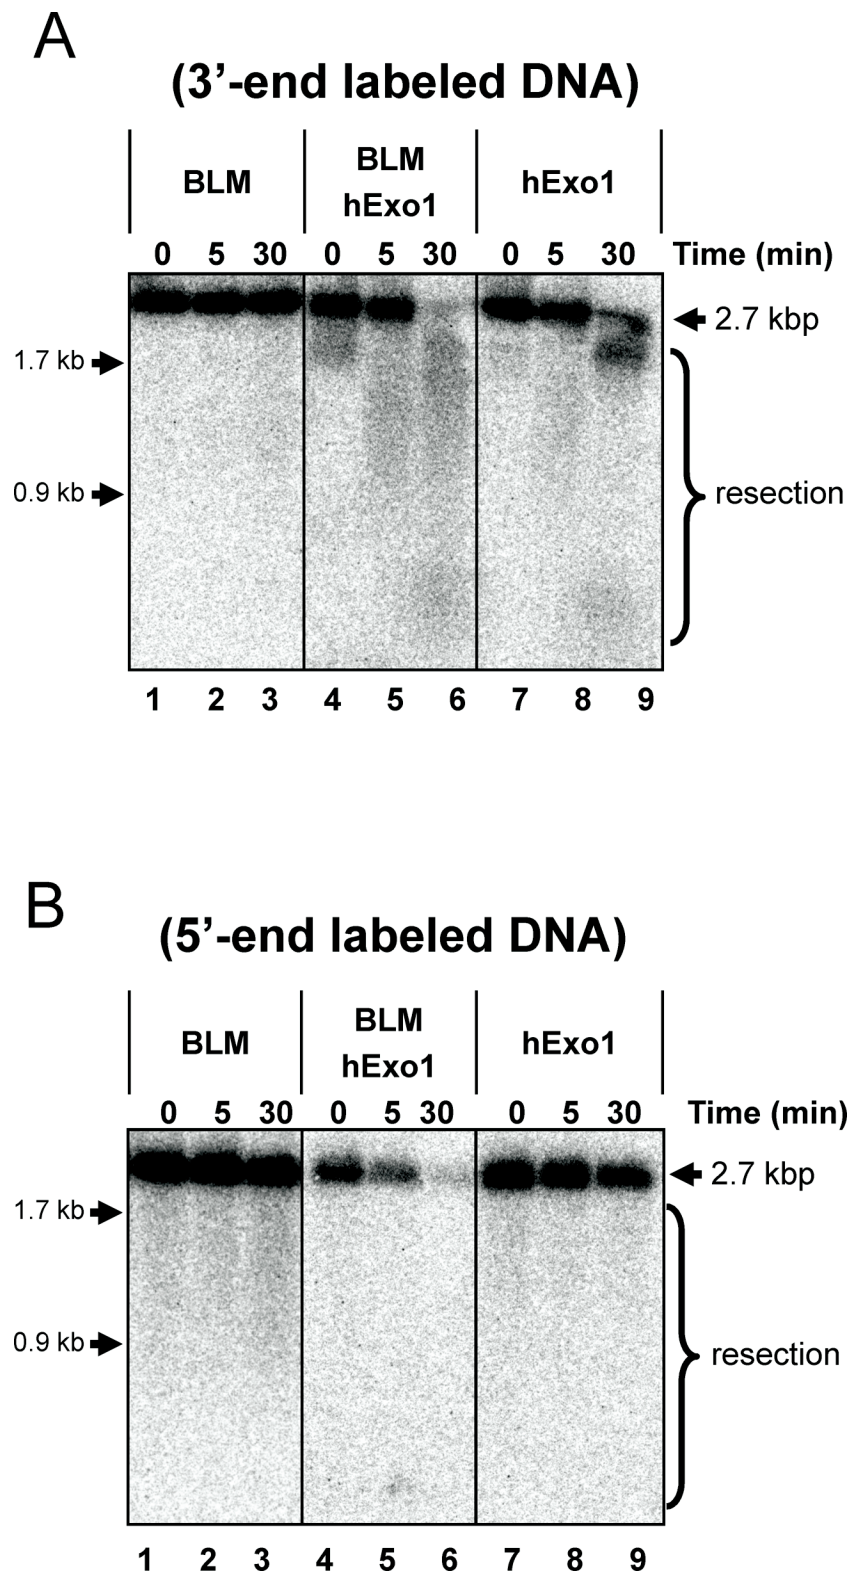 A
(3’-end labeled DNA)
BLM
BLM
hExo1
hExo1
0 5 30 0 5 30 0 5 30 Time (min)
2.7 kbp
1.7 kb
0.9 kb
resection
1 2 3 4 5 6 7 8 9
B
(5’-end labeled DNA)
BLM
BLM
hExo1
hExo1
0 5 30 0 5 30 0 5 30 Time (min)
2.7 kbp
1.7 kb
0.9 kb
resection
1 2 3 4 5 6 7 8 9